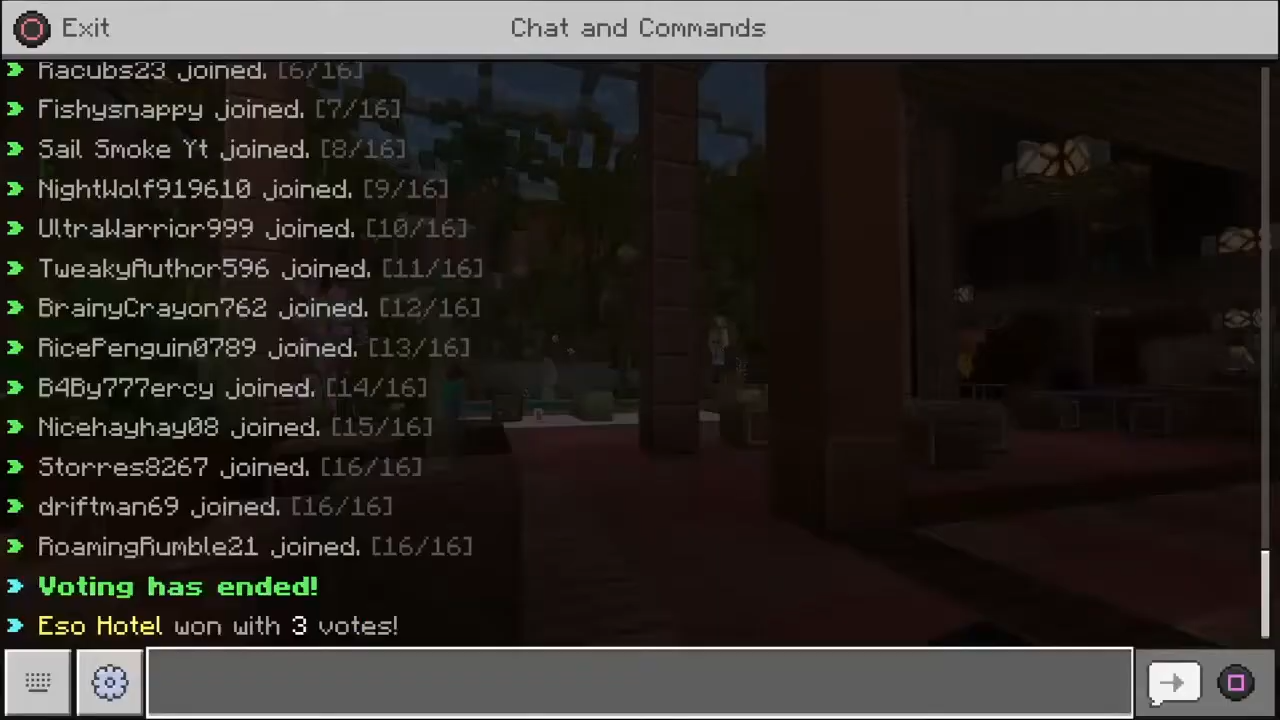 Exit
Chat and Commands
Racubs23 joined. [6/16]
Fishysnappy joined. [7/16]
Sail Smoke Yt joined. [8/16]
NightWolf919610 joined. [9/16]
UltraWarrior999 joined. [10/16]
TweakyAuthor596 joined. [11/16]
BrainyCrayon762 joined. [12/16]
RicePenguin0789 joined. [13/16]
B4By777ercy joined. [14/16]
Nicehayhay08 joined. [15/16]
Storres8267 joined. [16/16]
driftman69 joined. [16/16]
RoamingRumble21 joined. [16/16]
Voting has ended!
Eso Hotel won with 3 votes!